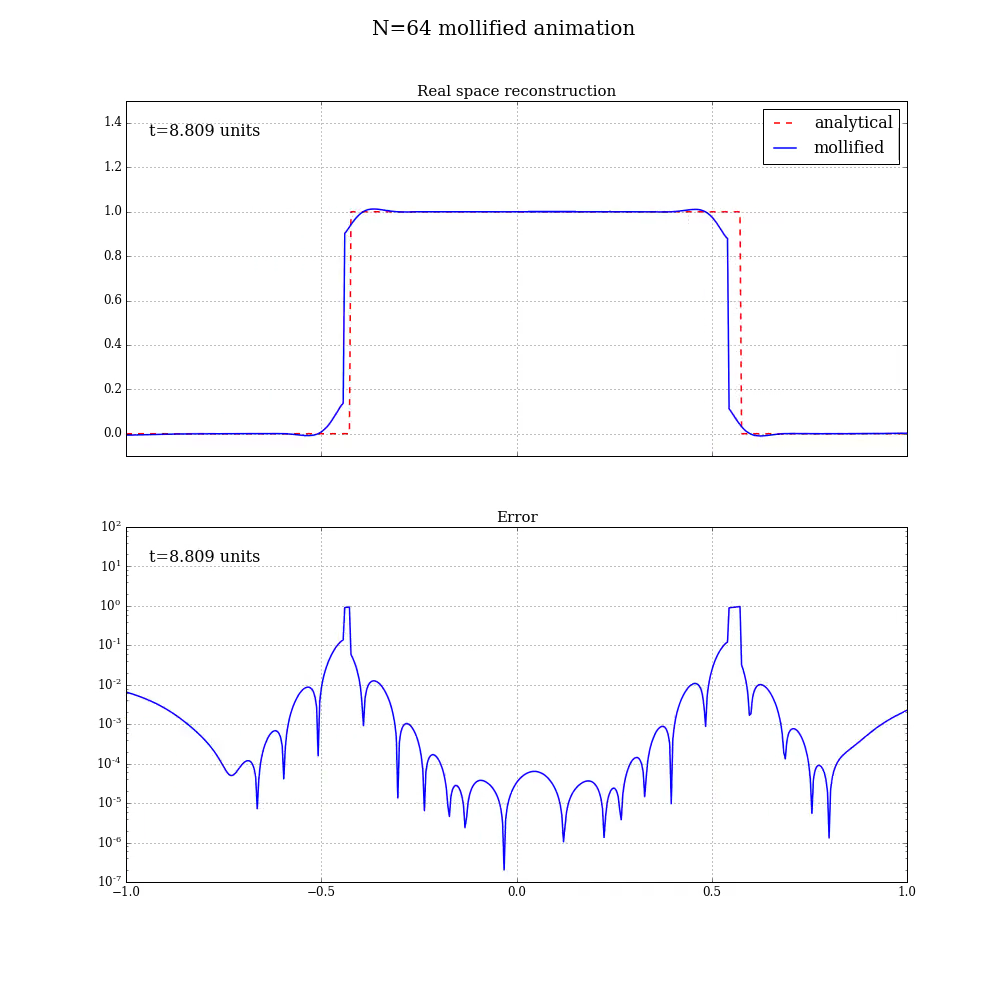 N=64 mollified animation
Real space reconstruction
t=8.809 units
analytical
mollified
1.4
1.2
1.0
0.8
0.6
0.4
0.2
0.0
Error
t=8.809 units
10²
10¹
10⁰
10⁻¹
10⁻²
10⁻³
10⁻⁴
10⁻⁵
10⁻⁶
10⁻⁷
−1.0 −0.5 0.0 0.5 1.0